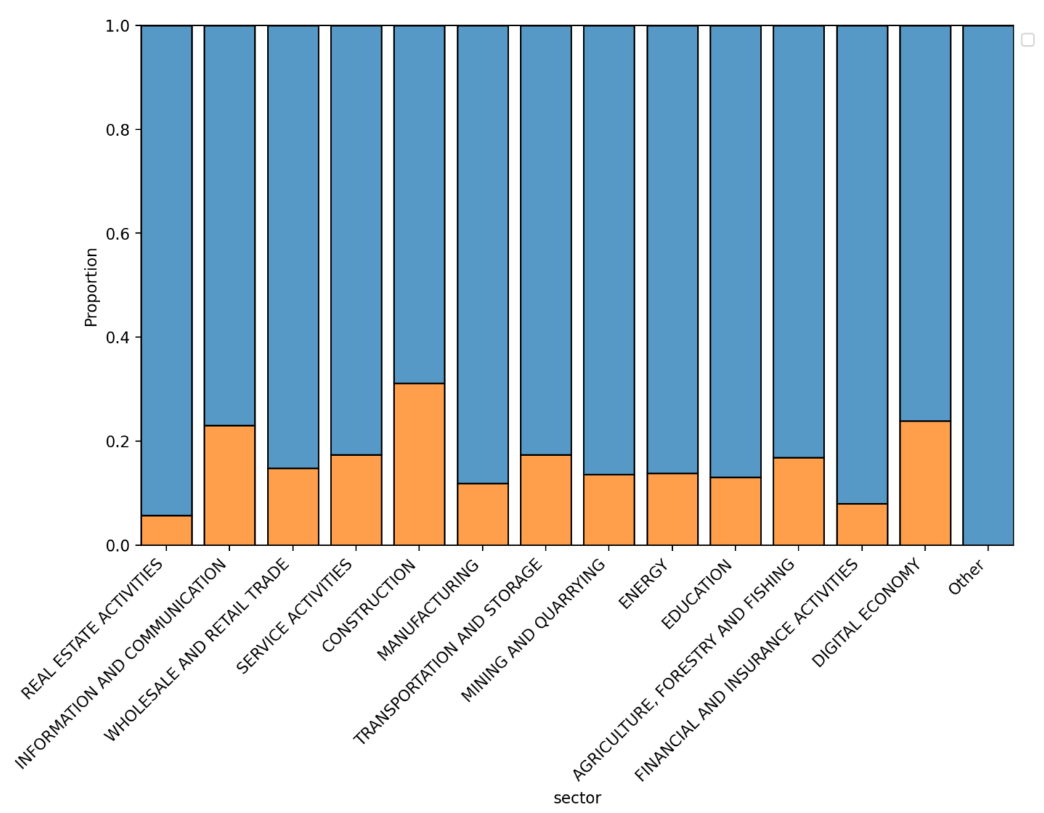 1.0
0.8
0.6
0.4
0.2
0.0
Proportion
REAL ESTATE ACTIVITIES
INFORMATION AND COMMUNICATION
WHOLESALE AND RETAIL TRADE
SERVICE ACTIVITIES
CONSTRUCTION
MANUFACTURING
TRANSPORTATION AND STORAGE
MINING AND QUARRYING
ENERGY
EDUCATION
AGRICULTURE, FORESTRY AND FISHING
FINANCIAL AND INSURANCE ACTIVITIES
DIGITAL ECONOMY
Other
sector